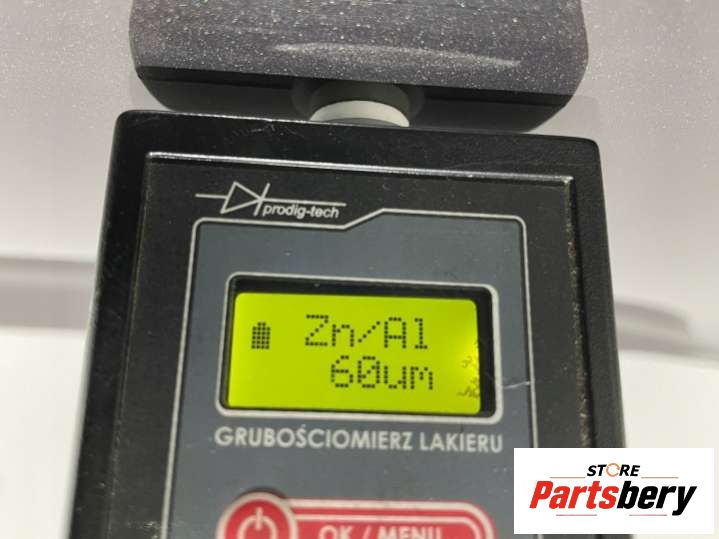 prodig-tech
Zn/Al
60um
GRUBOŚCIOMIERZ LAKIERU
OK / MENU
STORE
Partsbery